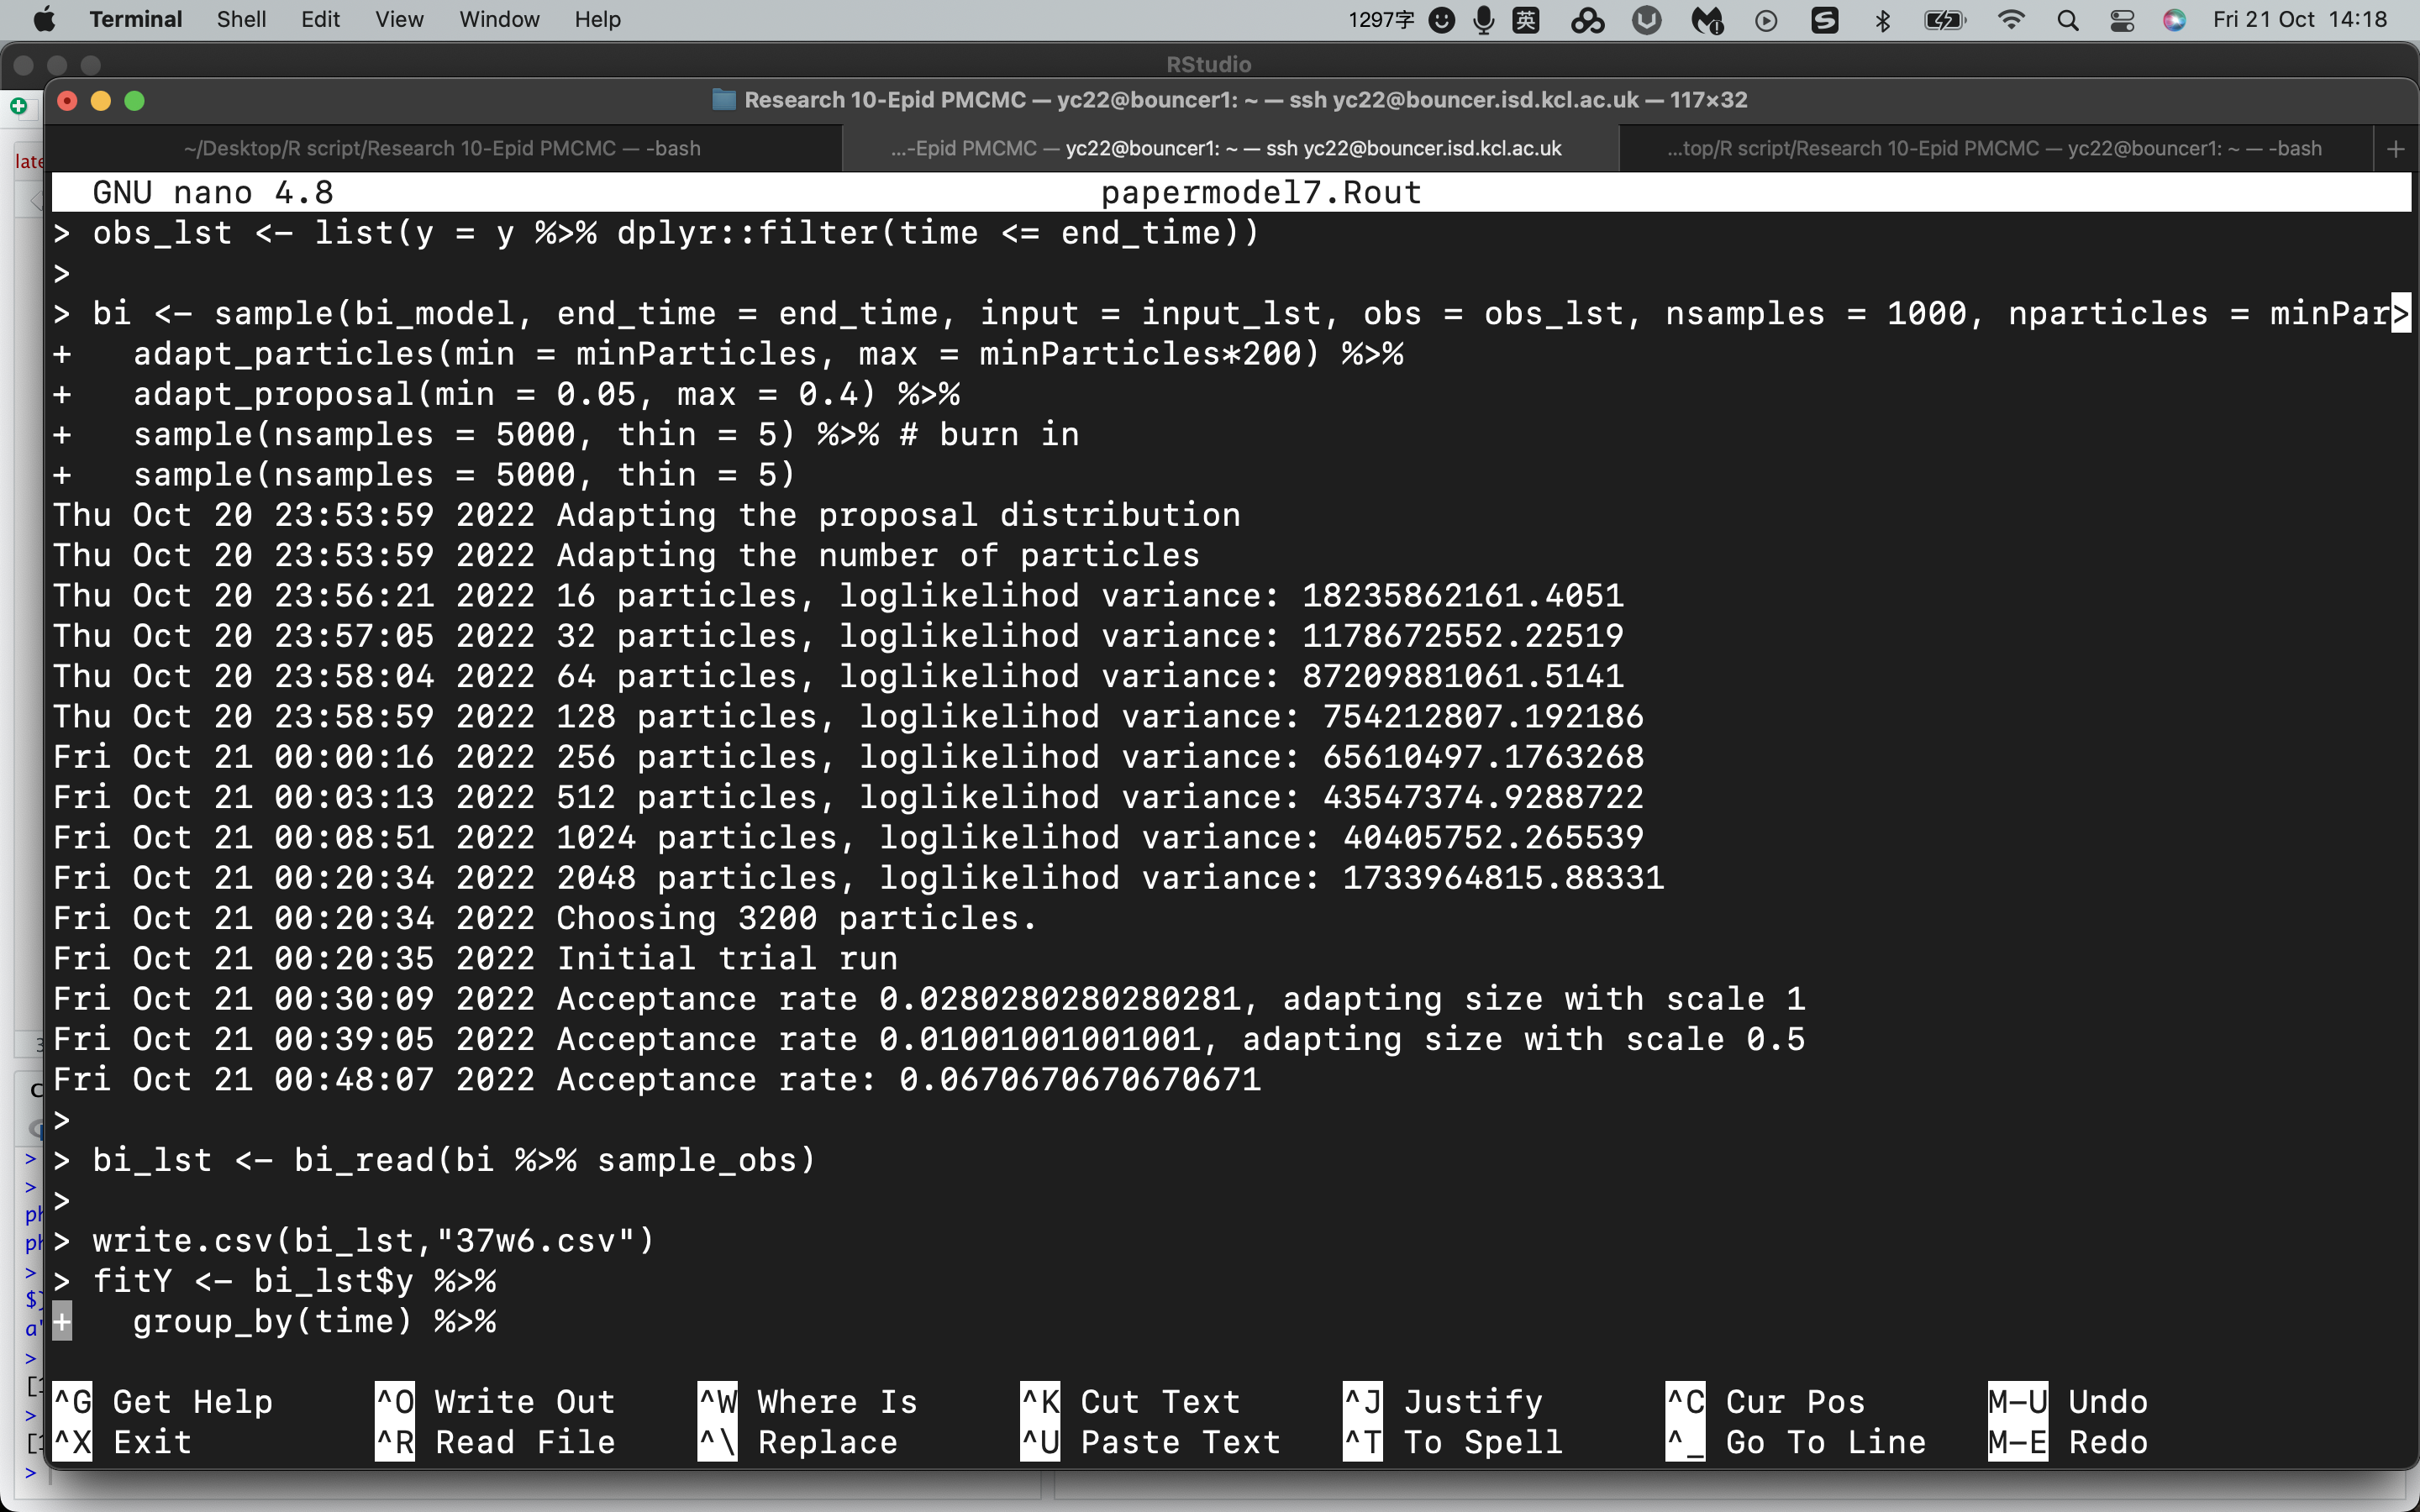 Terminal Shell Edit View Window Help 1297字 英 Fri 21 Oct 14:18
RStudio
Research 10-Epid PMCMC — yc22@bouncer1: ~ — ssh yc22@bouncer.isd.kcl.ac.uk — 117×32
~/Desktop/R script/Research 10-Epid PMCMC — -bash ...-Epid PMCMC — yc22@bouncer1: ~ — ssh yc22@bouncer.isd.kcl.ac.uk ...top/R script/Research 10-Epid PMCMC — yc22@bouncer1: ~ — -bash +
GNU nano 4.8 papermodel7.Rout
> obs_lst <- list(y = y %>% dplyr::filter(time <= end_time))
>
> bi <- sample(bi_model, end_time = end_time, input = input_lst, obs = obs_lst, nsamples = 1000, nparticles = minPar>
+ adapt_particles(min = minParticles, max = minParticles*200) %>%
+ adapt_proposal(min = 0.05, max = 0.4) %>%
+ sample(nsamples = 5000, thin = 5) %>% # burn in
+ sample(nsamples = 5000, thin = 5)
Thu Oct 20 23:53:59 2022 Adapting the proposal distribution
Thu Oct 20 23:53:59 2022 Adapting the number of particles
Thu Oct 20 23:56:21 2022 16 particles, loglikelihod variance: 18235862161.4051
Thu Oct 20 23:57:05 2022 32 particles, loglikelihod variance: 1178672552.22519
Thu Oct 20 23:58:04 2022 64 particles, loglikelihod variance: 87209881061.5141
Thu Oct 20 23:58:59 2022 128 particles, loglikelihod variance: 754212807.192186
Fri Oct 21 00:00:16 2022 256 particles, loglikelihod variance: 65610497.1763268
Fri Oct 21 00:03:13 2022 512 particles, loglikelihod variance: 43547374.9288722
Fri Oct 21 00:08:51 2022 1024 particles, loglikelihod variance: 40405752.265539
Fri Oct 21 00:20:34 2022 2048 particles, loglikelihod variance: 1733964815.88331
Fri Oct 21 00:20:34 2022 Choosing 3200 particles.
Fri Oct 21 00:20:35 2022 Initial trial run
Fri Oct 21 00:30:09 2022 Acceptance rate 0.0280280280280281, adapting size with scale 1
Fri Oct 21 00:39:05 2022 Acceptance rate 0.01001001001001, adapting size with scale 0.5
Fri Oct 21 00:48:07 2022 Acceptance rate: 0.0670670670670671
>
> bi_lst <- bi_read(bi %>% sample_obs)
>
> write.csv(bi_lst,"37w6.csv")
> fitY <- bi_lst$y %>%
+ group_by(time) %>%
^G Get Help ^O Write Out ^W Where Is ^K Cut Text ^J Justify ^C Cur Pos M-U Undo
^X Exit ^R Read File ^\ Replace ^U Paste Text ^T To Spell ^_ Go To Line M-E Redo